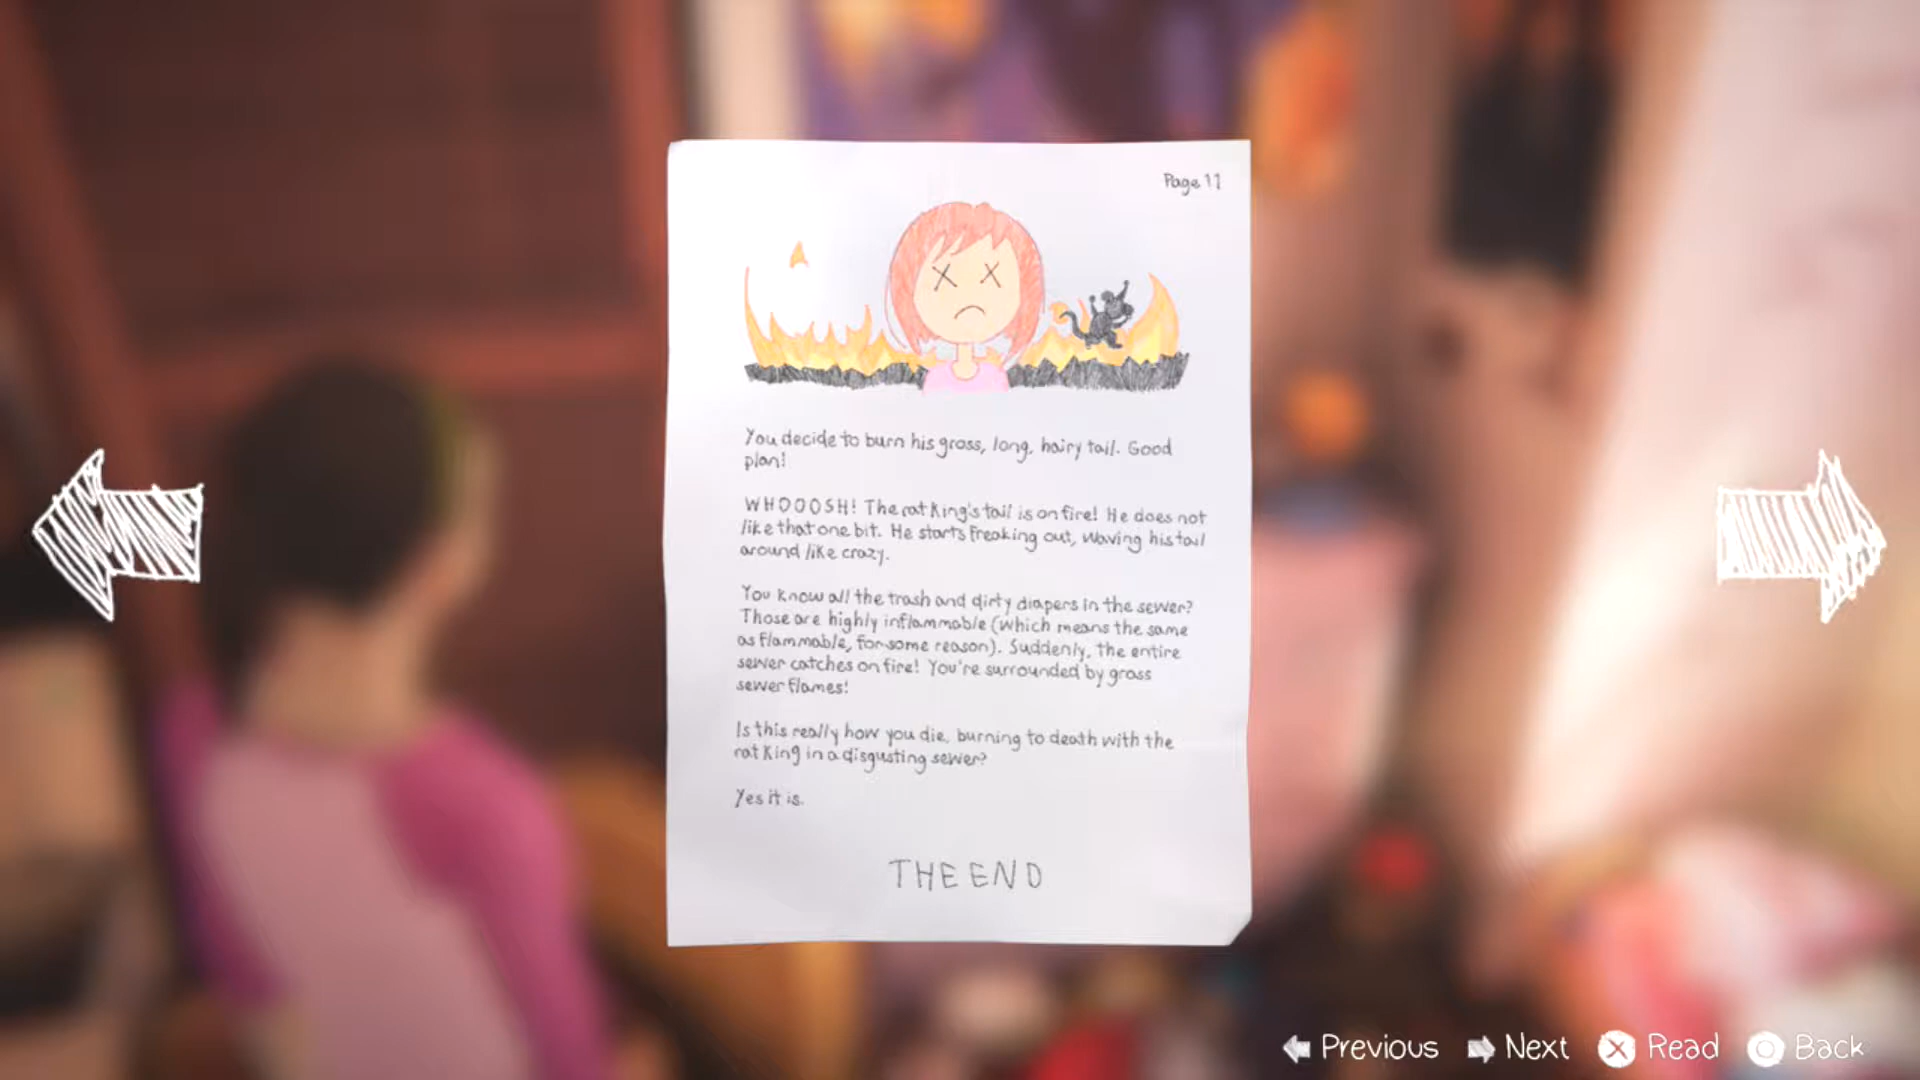 Page 11
You decide to burn his gross, long, hairy tail. Good
plan!
WHOOOSH! The rat King's tail is on fire! He does not
like that one bit. He starts freaking out, waving his tail
around like crazy.
You know all the trash and dirty diapers in the sewer?
Those are highly inflammable (which means the same
as flammable, for some reason). Suddenly, the entire
sewer catches on fire! You're surrounded by gross
sewer flames!
Is this really how you die, burning to death with the
rat King in a disgusting sewer?
Yes it is.
THE END
Previous Next Read Back